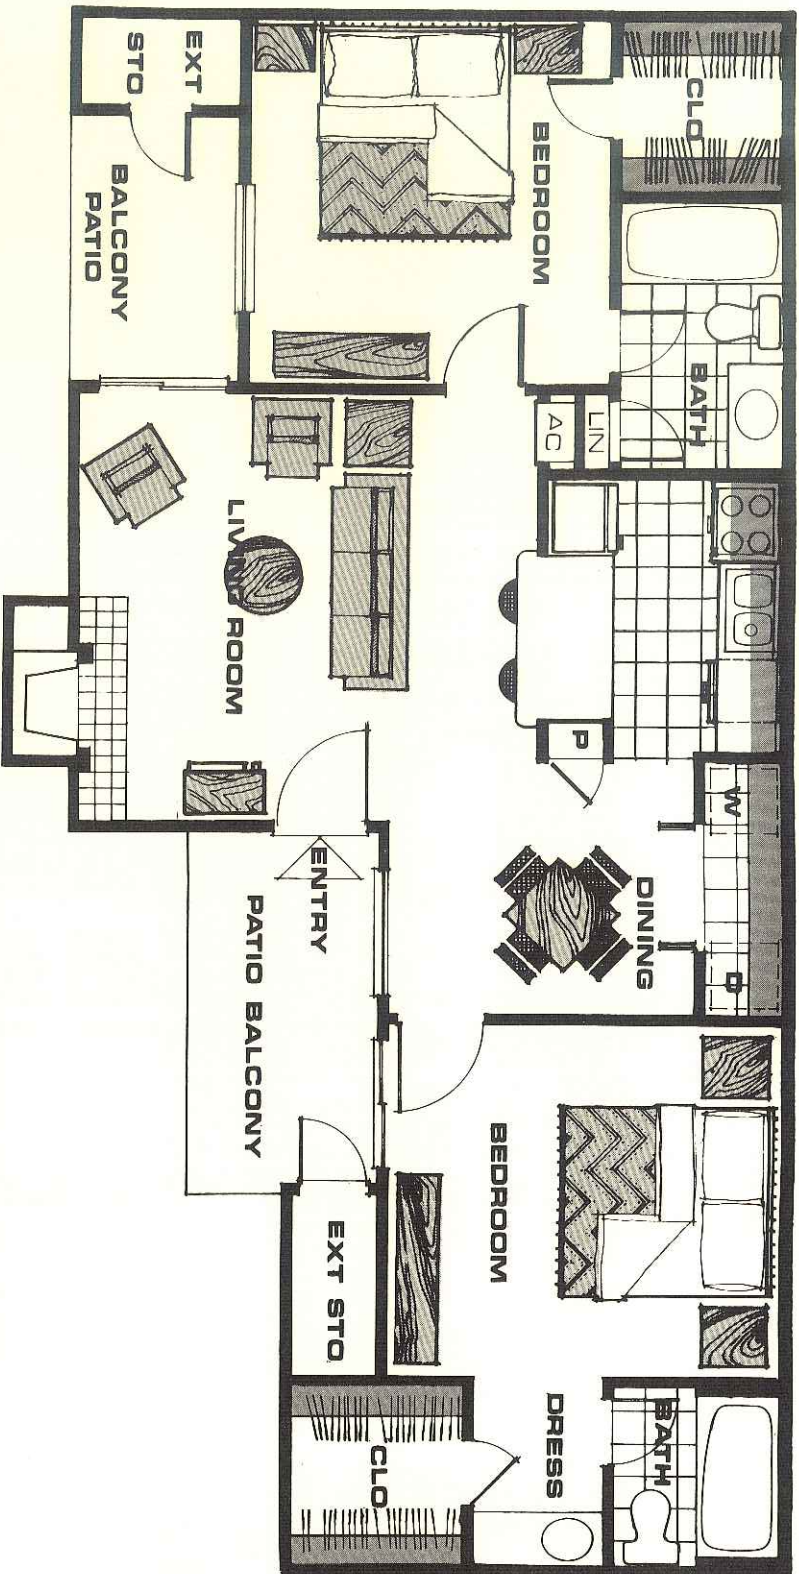 EXT
STO
BALCONY
PATIO
BEDROOM
CLO
BATH
LIN
AC
LIVING ROOM
P
W
D
DINING
ENTRY
PATIO BALCONY
BEDROOM
EXT STO
DRESS
BATH
CLO